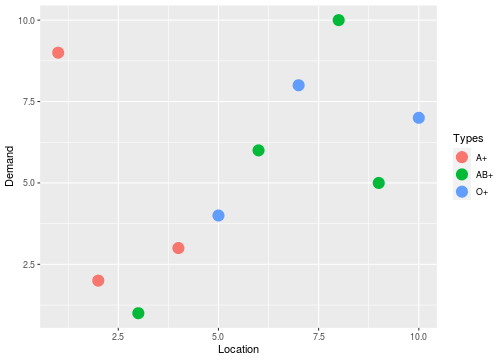 10.0
7.5
5.0
2.5
Demand
2.5 5.0 7.5 10.0
Location
Types
A+
AB+
O+